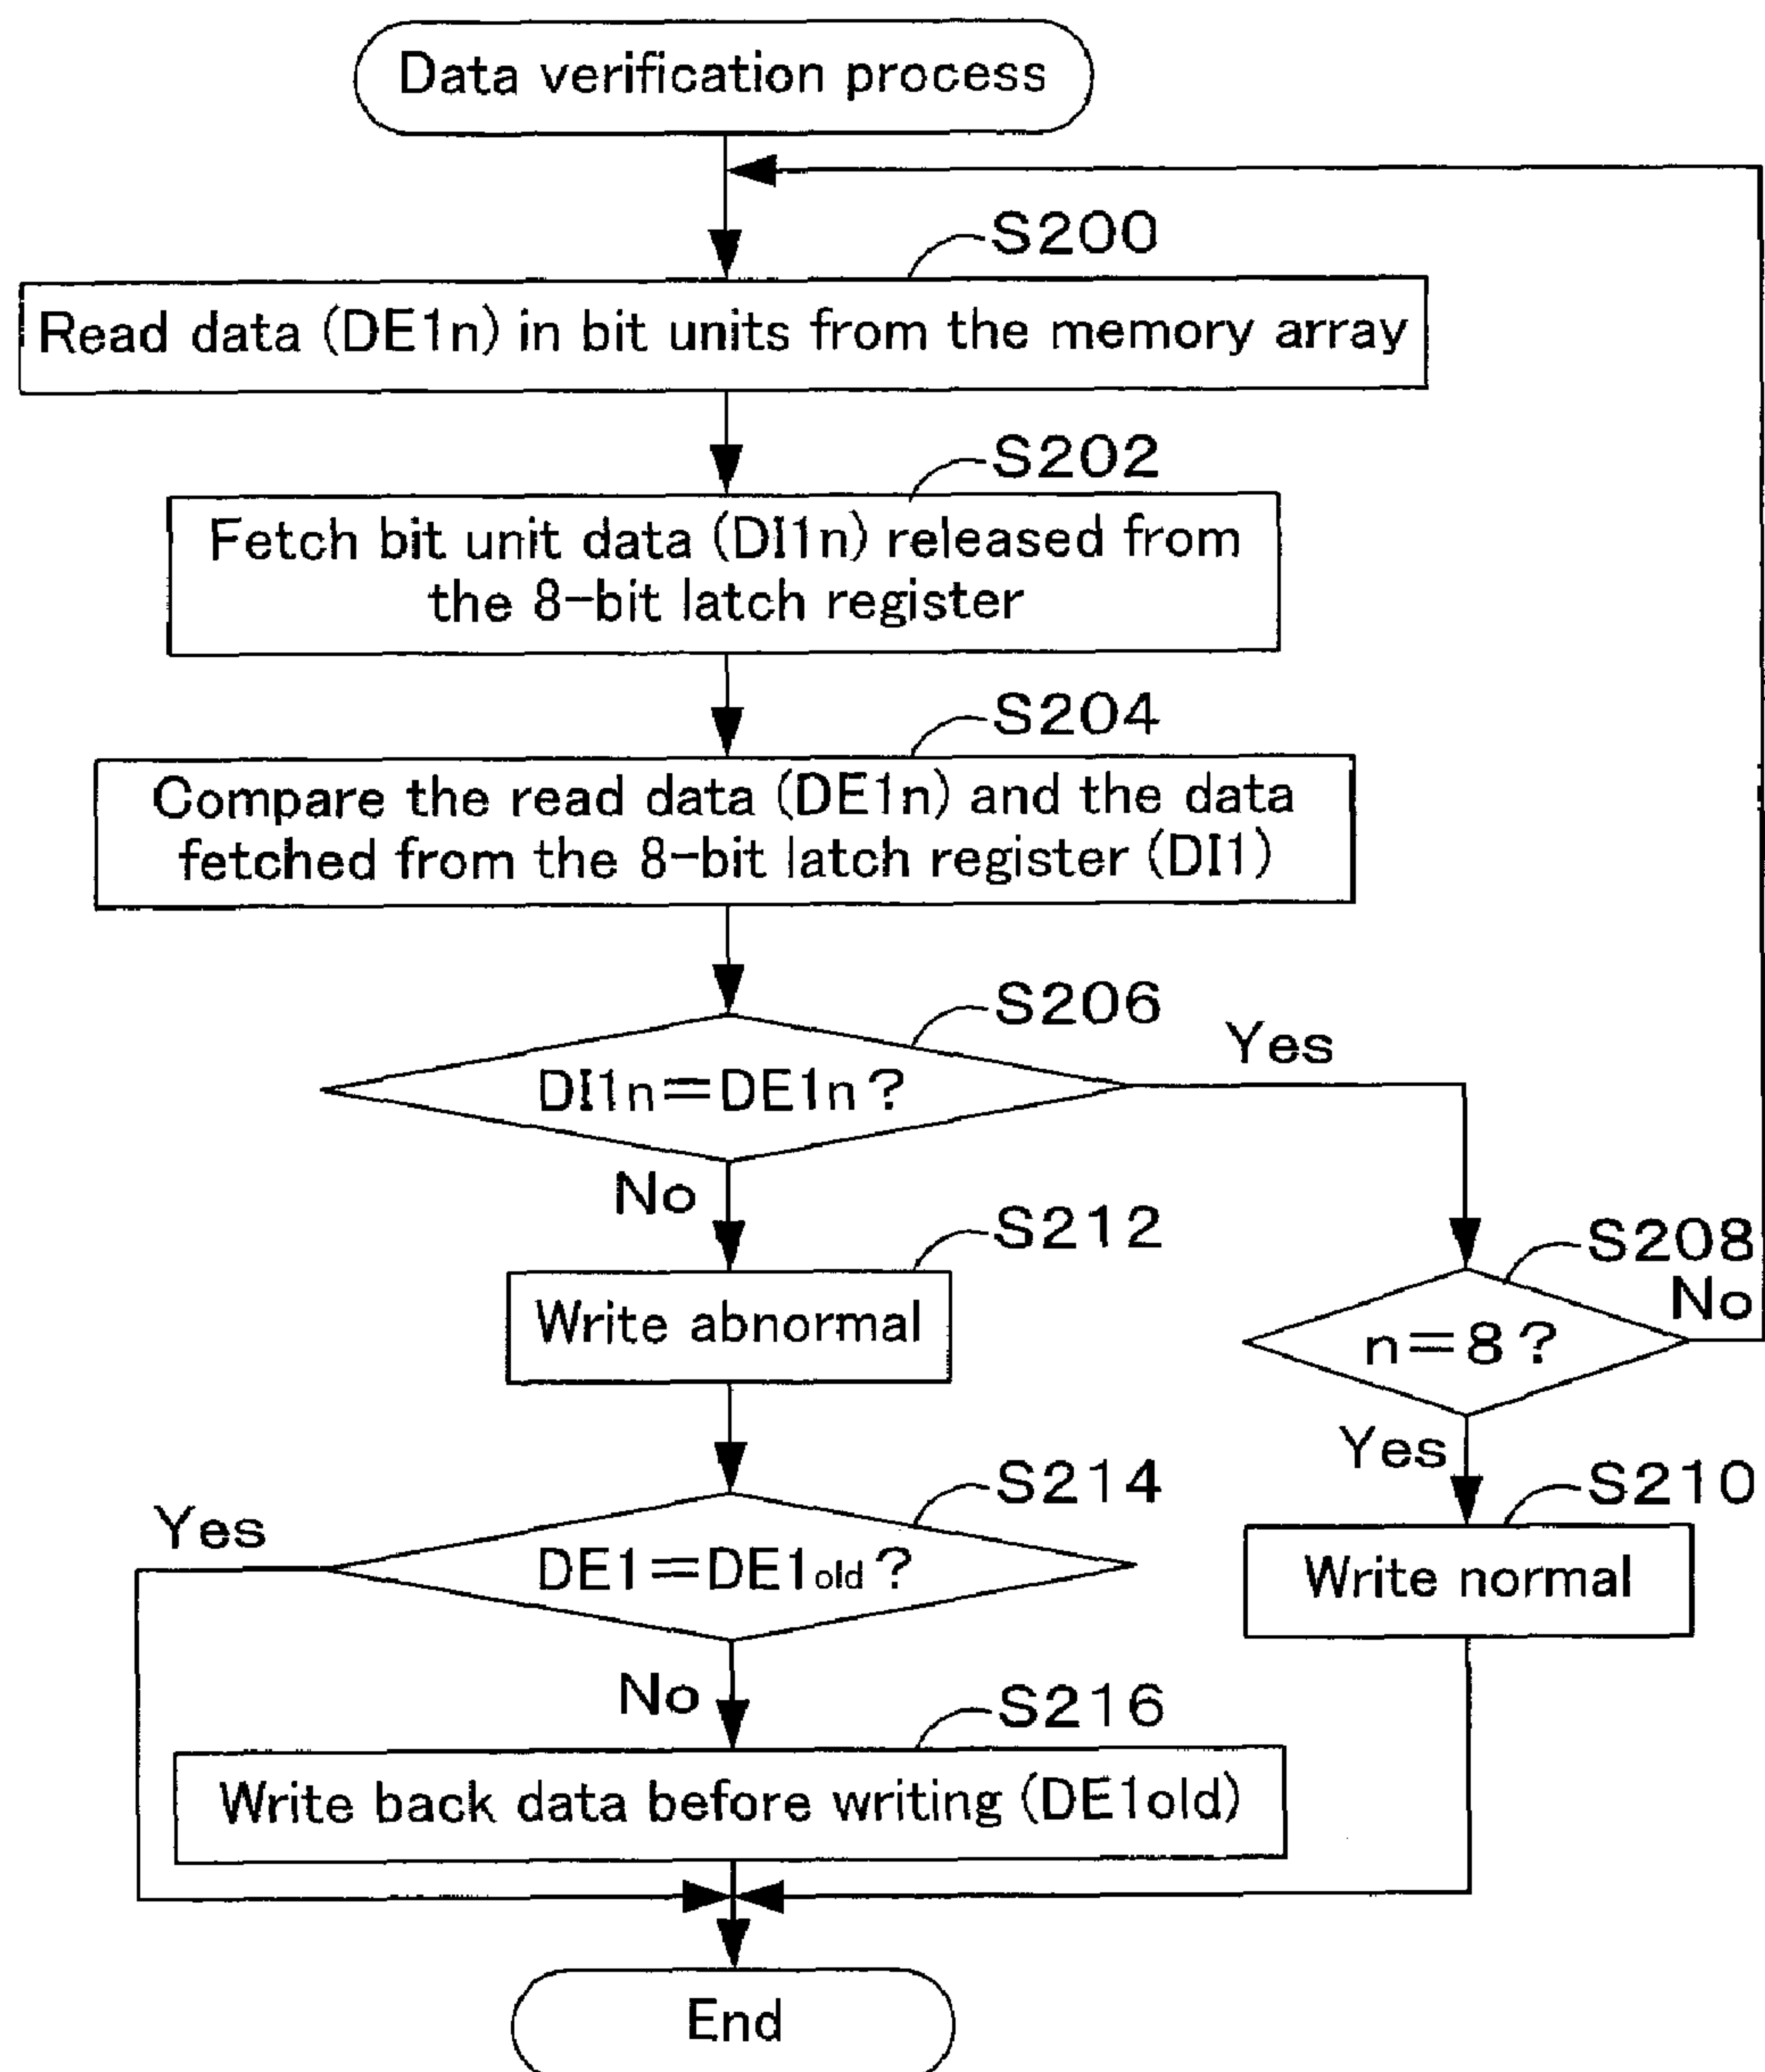 Data verification process
S200
Read data (DE1n) in bit units from the memory array
S202
Fetch bit unit data (DI1n) released from
the 8-bit latch register
S204
Compare the read data (DE1n) and the data
fetched from the 8-bit latch register (DI1)
S206
Yes
DI1n=DE1n?
No
S212
Write abnormal
S208
No
n=8?
Yes
S210
Write normal
S214
Yes
DE1=DE1old?
No
S216
Write back data before writing (DE1old)
End